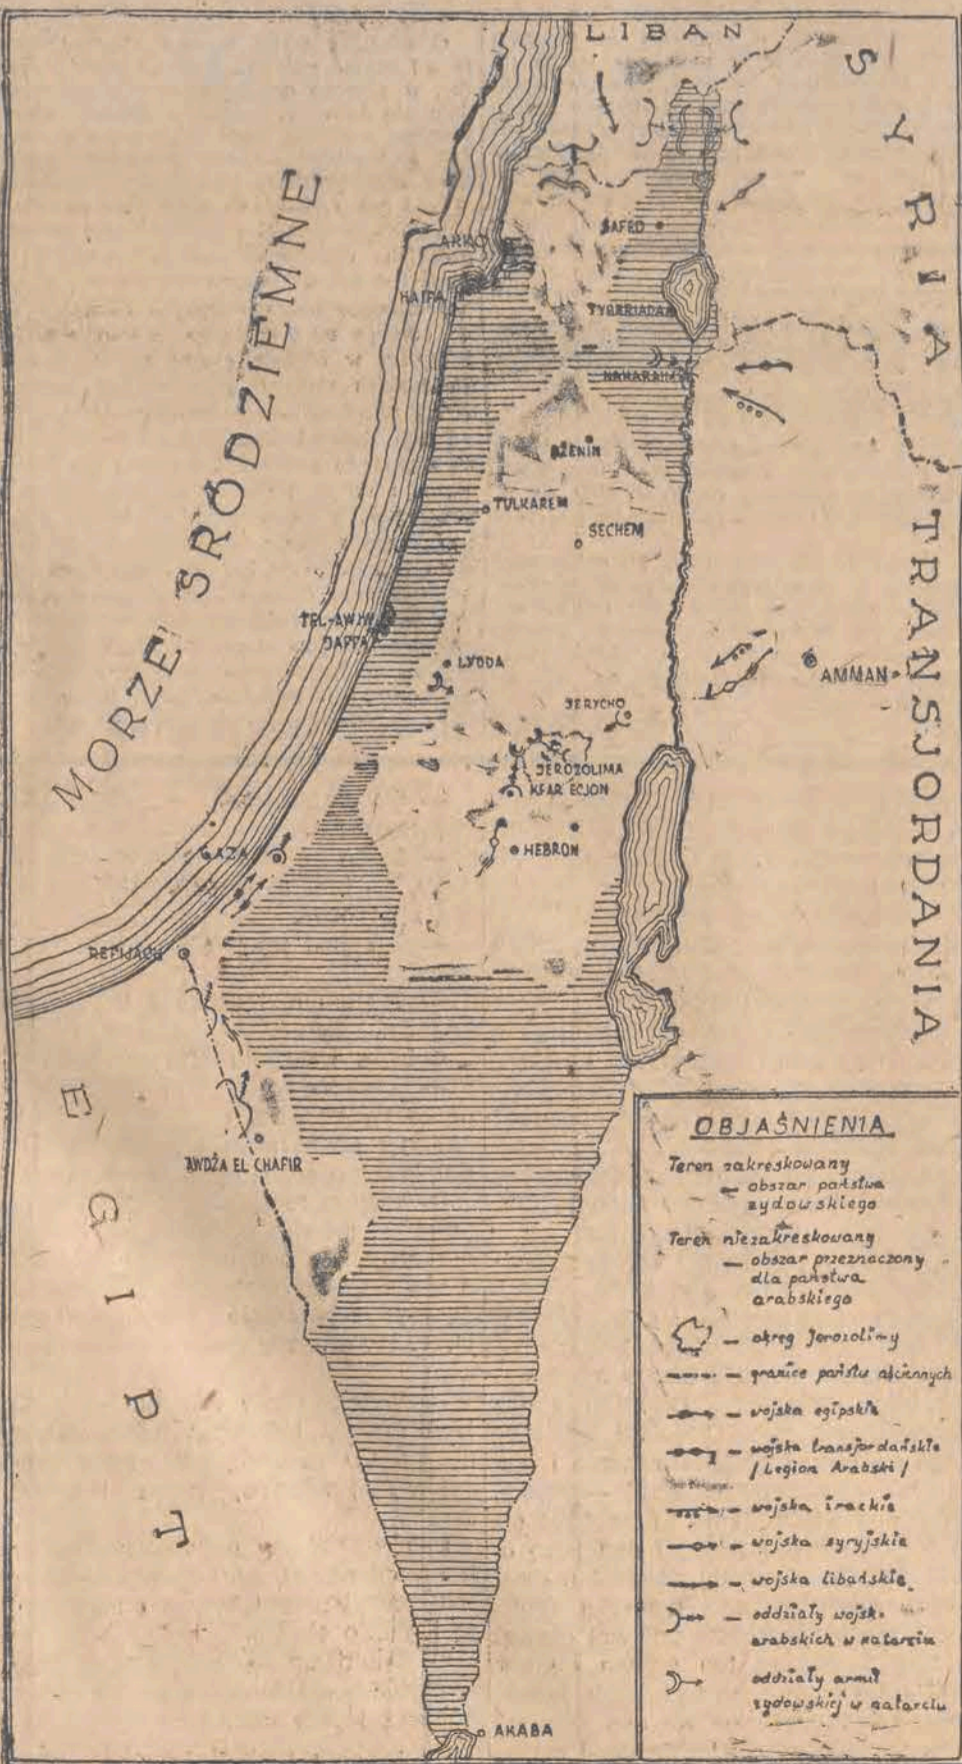 LIBAN
SYRIA
MORZE ŚRÓDZIEMNE
ARKO
HAIFA
SAFED
TYBERIADA
NAHARAIM
DŻENIN
TULKAREM
SECHEM
TEL-AWIW
JAFFA
LYDDA
AMMAN
TRANSJORDANIA
JERYCHO
JEROZOLIMA
KFAR ECJON
HEBRON
GAZA
REFIJACH
AWDŻA EL CHAFIR
EGIPT
AKABA
OBJAŚNIENIA
Teren zakreskowany
— obszar państwa
żydowskiego
Teren niezakreskowany
— obszar przeznaczony
dla państwa
arabskiego
— okręg Jerozolimy
— granice państw ościennych
— wojska egipskie
— wojska transjordańskie
/Legion Arabski/
— wojska irackie
— wojska syryjskie
— wojska libańskie
— oddziały wojsk
arabskich w natarciu
oddziały armii
żydowskiej w natarciu